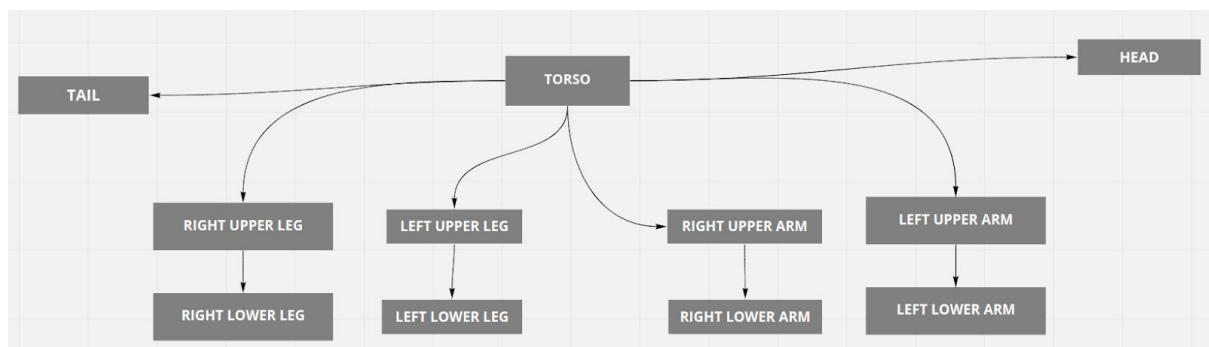 HEAD
TORSO
TAIL
RIGHT UPPER LEG
LEFT UPPER LEG
RIGHT UPPER ARM
LEFT UPPER ARM
RIGHT LOWER LEG
LEFT LOWER LEG
RIGHT LOWER ARM
LEFT LOWER ARM